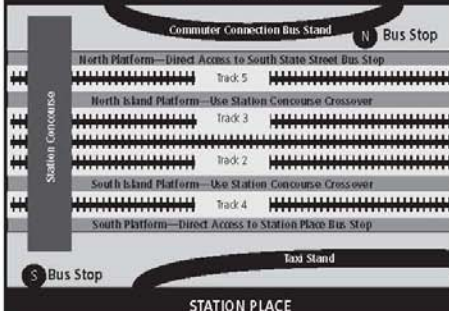 Commuter Connection Bus Stand
N Bus Stop
North Platform—Direct Access to South State Street Bus Stop
Track 5
North Island Platform—Use Station Concourse Crossover
Track 3
Station Concourse
Track 2
South Island Platform—Use Station Concourse Crossover
Track 4
South Platform—Direct Access to Station Place Bus Stop
Taxi Stand
S Bus Stop
STATION PLACE